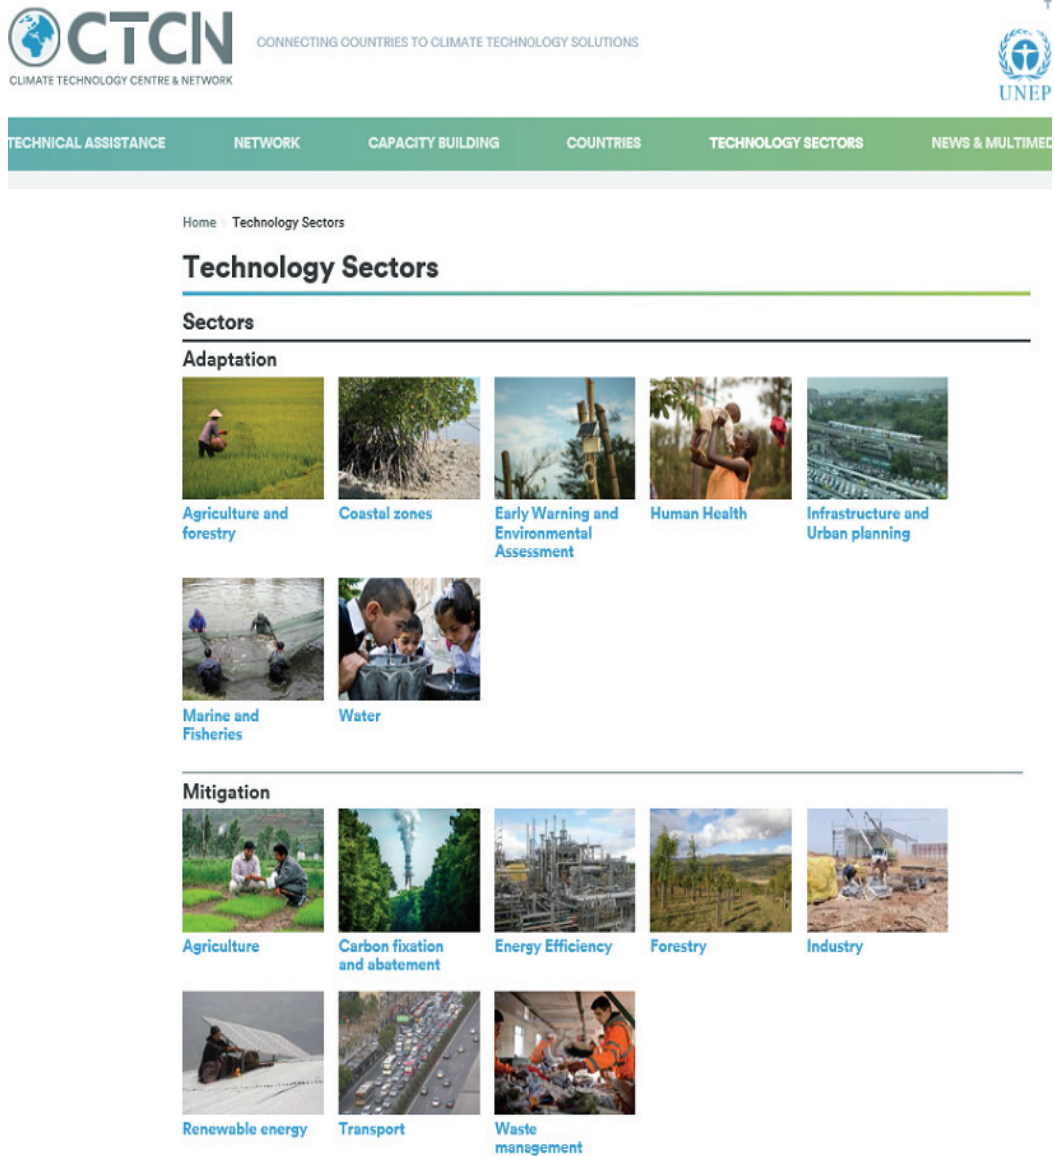 CTCN
CONNECTING COUNTRIES TO CLIMATE TECHNOLOGY SOLUTIONS
CLIMATE TECHNOLOGY CENTRE & NETWORK
UNEP
TECHNICAL ASSISTANCE NETWORK CAPACITY BUILDING COUNTRIES TECHNOLOGY SECTORS NEWS & MULTIMED
Home Technology Sectors
Technology Sectors
Sectors
Adaptation
Agriculture and
forestry
Coastal zones
Early Warning and
Environmental
Assessment
Human Health
Infrastructure and
Urban planning
Marine and
Fisheries
Water
Mitigation
Agriculture
Carbon fixation
and abatement
Energy Efficiency
Forestry
Industry
Renewable energy
Transport
Waste
management